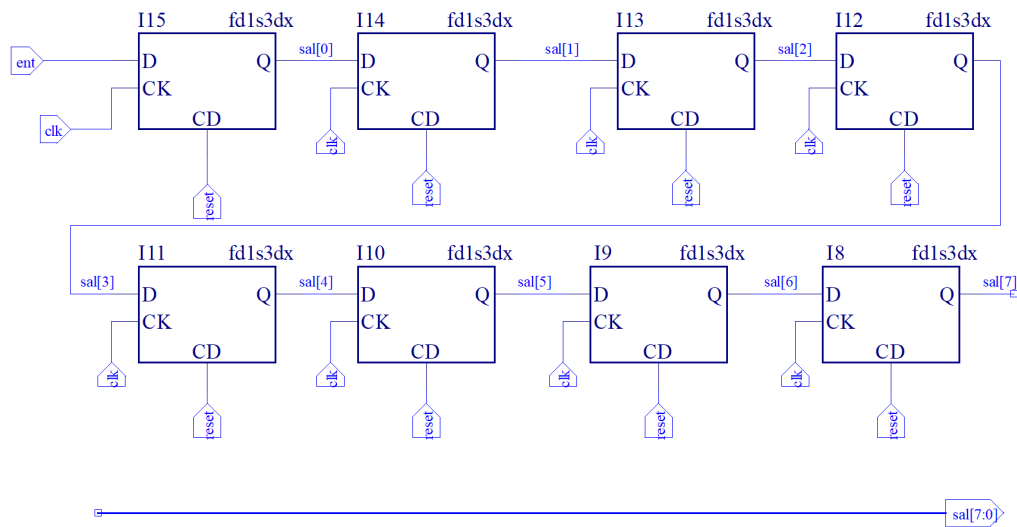 I15 fd1s3dx I14 fd1s3dx I13 fd1s3dx I12 fd1s3dx
ent D Q sal[0] D Q sal[1] D Q sal[2] D Q
CK CK CK CK
clk CD clk CD clk CD clk CD
reset reset reset reset
I11 fd1s3dx I10 fd1s3dx I9 fd1s3dx I8 fd1s3dx
sal[3] D Q sal[4] D Q sal[5] D Q sal[6] D Q sal[7]
CK CK CK CK
clk CD clk CD clk CD clk CD
reset reset reset reset
sal[7:0]